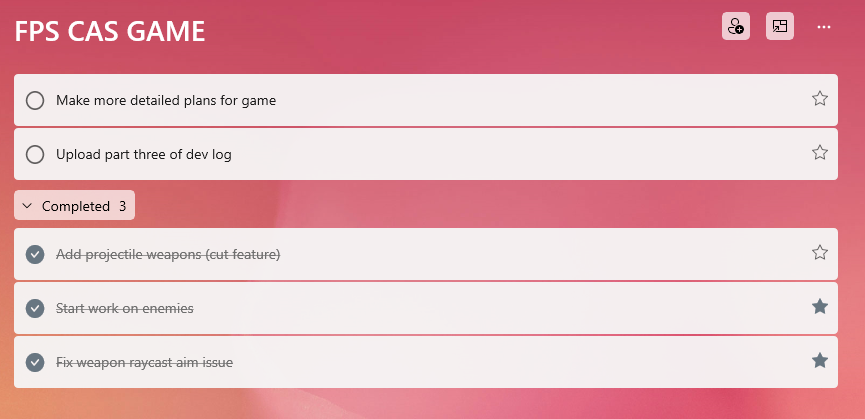 FPS CAS GAME
Make more detailed plans for game
Upload part three of dev log
Completed 3
Add projectile weapons (cut feature)
Start work on enemies
Fix weapon raycast aim issue